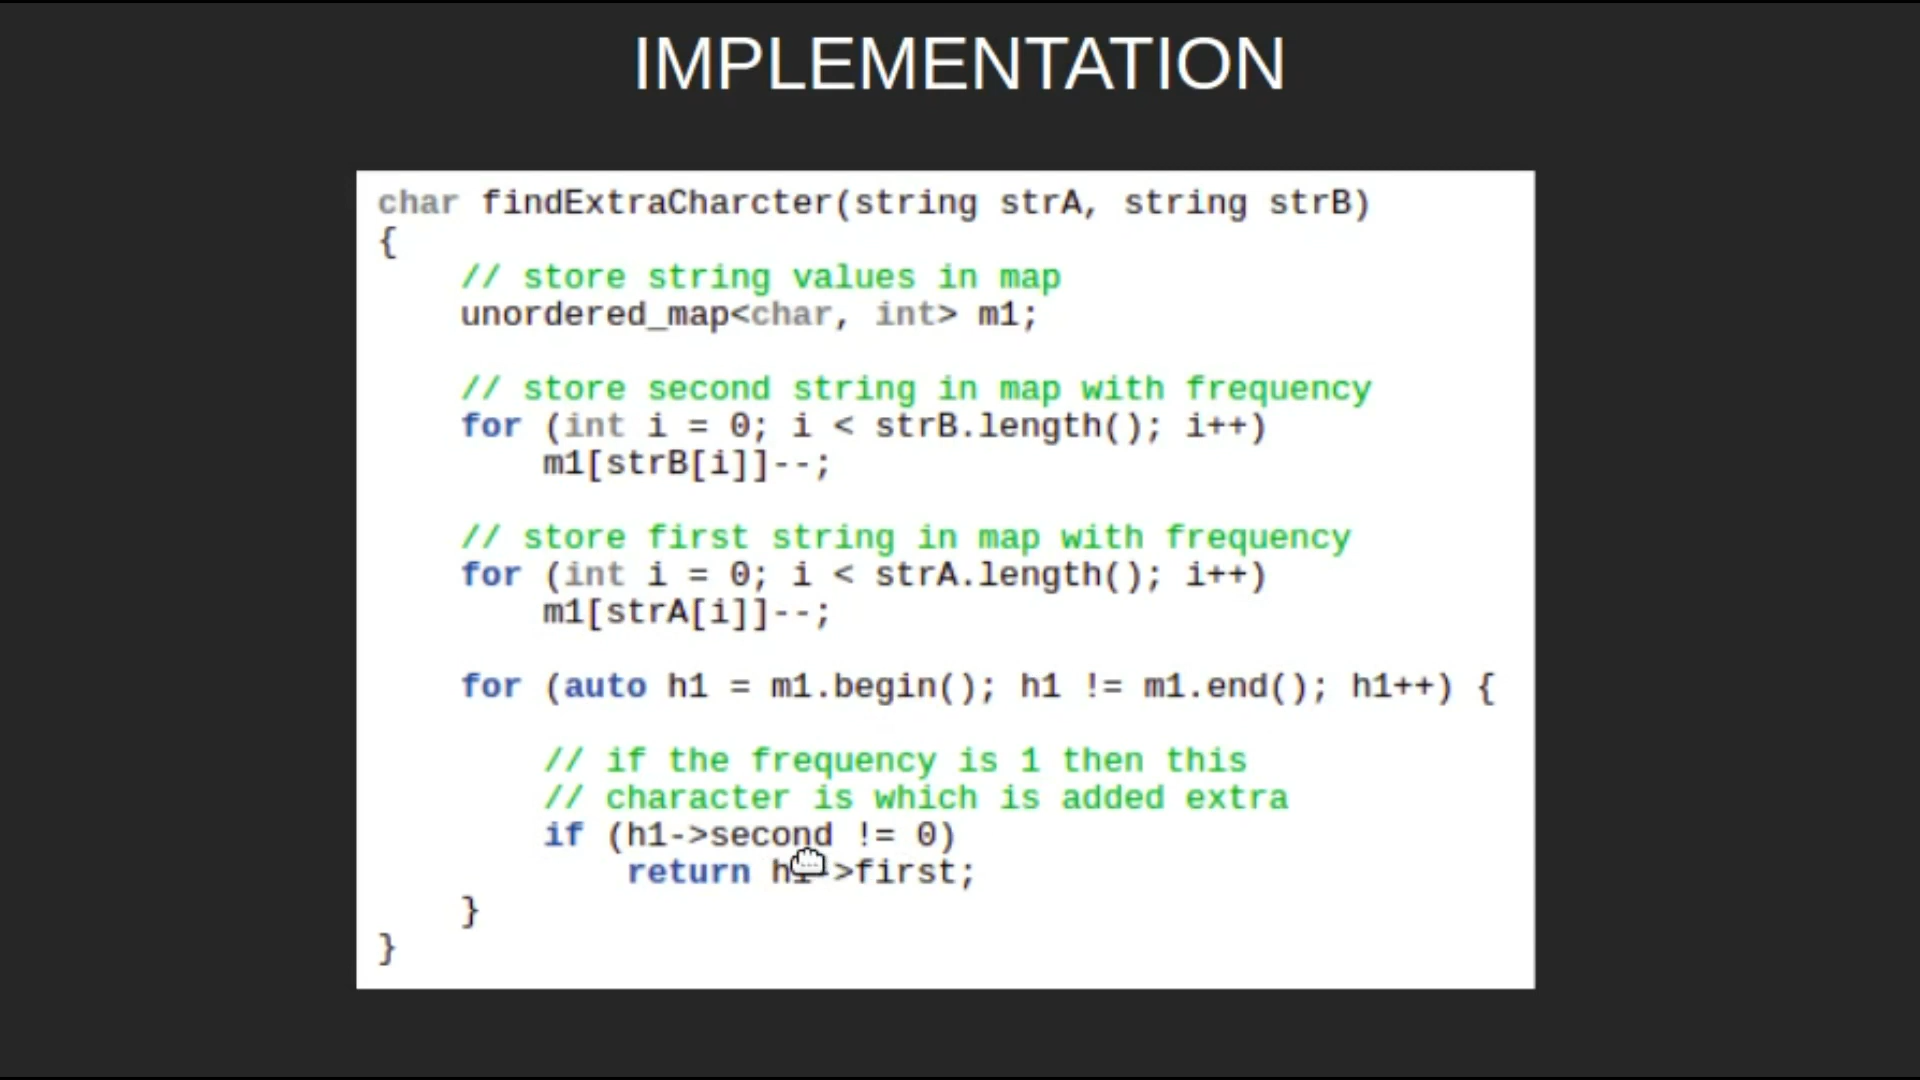 IMPLEMENTATION
char findExtraCharcter(string strA, string strB)
{
// store string values in map
unordered_map<char, int> m1;
// store second string in map with frequency
for (int i = 0; i < strB.length(); i++)
m1[strB[i]]--;
// store first string in map with frequency
for (int i = 0; i < strA.length(); i++)
m1[strA[i]]--;
for (auto h1 = m1.begin(); h1 != m1.end(); h1++) {
// if the frequency is 1 then this
// character is which is added extra
if (h1->second != 0)
return h1->first;
}
}